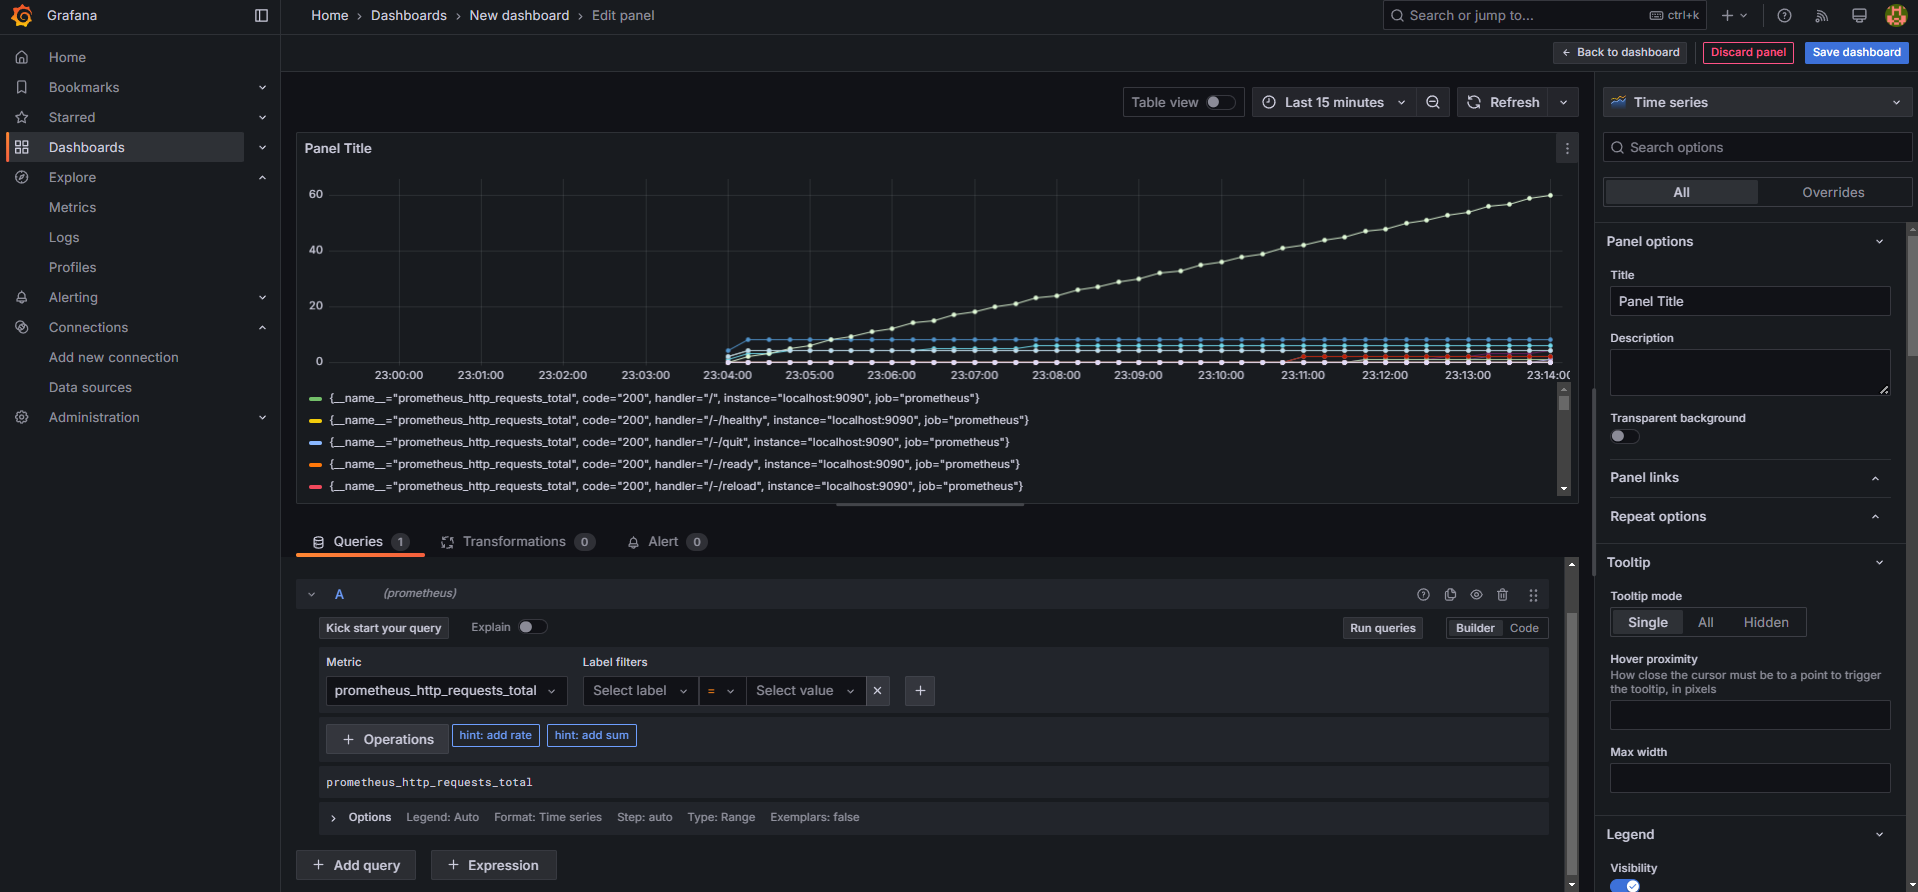 Grafana
Home › Dashboards › New dashboard › Edit panel
Search or jump to...
ctrl+k
Home
Bookmarks
Starred
Dashboards
Explore
Metrics
Logs
Profiles
Alerting
Connections
Add new connection
Data sources
Administration
Back to dashboard
Discard panel
Save dashboard
Table view
Last 15 minutes
Refresh
Panel Title
60
40
20
0
23:00:00 23:01:00 23:02:00 23:03:00 23:04:00 23:05:00 23:06:00 23:07:00 23:08:00 23:09:00 23:10:00 23:11:00 23:12:00 23:13:00 23:14:00
{__name__="prometheus_http_requests_total", code="200", handler="/", instance="localhost:9090", job="prometheus"}
{__name__="prometheus_http_requests_total", code="200", handler="/-/healthy", instance="localhost:9090", job="prometheus"}
{__name__="prometheus_http_requests_total", code="200", handler="/-/quit", instance="localhost:9090", job="prometheus"}
{__name__="prometheus_http_requests_total", code="200", handler="/-/ready", instance="localhost:9090", job="prometheus"}
{__name__="prometheus_http_requests_total", code="200", handler="/-/reload", instance="localhost:9090", job="prometheus"}
Queries 1
Transformations 0
Alert 0
A (prometheus)
Kick start your query
Explain
Run queries
Builder Code
Metric
Label filters
prometheus_http_requests_total
Select label
=
Select value
+ Operations
hint: add rate
hint: add sum
prometheus_http_requests_total
Options Legend: Auto Format: Time series Step: auto Type: Range Exemplars: false
+ Add query
+ Expression
Time series
Search options
All
Overrides
Panel options
Title
Panel Title
Description
Transparent background
Panel links
Repeat options
Tooltip
Tooltip mode
Single All Hidden
Hover proximity
How close the cursor must be to a point to trigger
the tooltip, in pixels
Max width
Legend
Visibility